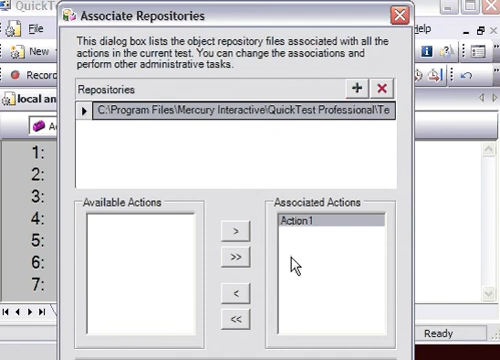 QuickT
Associate Repositories
File
This dialog box lists the object repository files associated with all the
actions in the current test. You can change the associations and
perform other administrative tasks.
Help
New
Record
Repositories
C:\Program Files\Mercury Interactive\QuickTest Professional\Te
local an
1:
2:
3:
4:
5:
6:
7:
Available Actions
Associated Actions
Action1
>
>>
<
<<
Ready